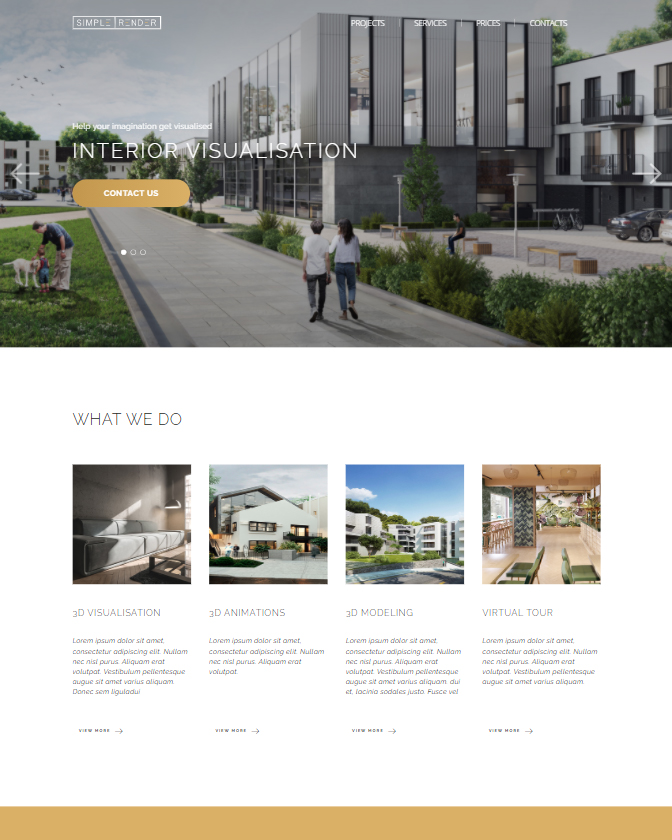 SIMPLE RENDER
PROJECTS
SERVICES
PRICES
CONTACTS
Help your imagination get visualised
INTERIOR VISUALISATION
CONTACT US
WHAT WE DO
3D VISUALISATION
Lorem ipsum dolor sit amet,
consectetur adipiscing elit. Nullam
nec nisl purus. Aliquam erat
volutpat. Vestibulum pellentesque
augue sit amet varius aliquam.
Donec sem liguladui
VIEW MORE
3D ANIMATIONS
Lorem ipsum dolor sit amet,
consectetur adipiscing elit. Nullam
nec nisl purus. Aliquam erat
volutpat.
VIEW MORE
3D MODELING
Lorem ipsum dolor sit amet,
consectetur adipiscing elit. Nullam
nec nisl purus. Aliquam erat
volutpat. Vestibulum pellentesque
augue sit amet varius aliquam. dui
et, lacinia sodales justo. Fusce vel
VIEW MORE
VIRTUAL TOUR
Lorem ipsum dolor sit amet,
consectetur adipiscing elit. Nullam
nec nisl purus. Aliquam erat
volutpat. Vestibulum pellentesque
augue sit amet varius aliquam.
VIEW MORE